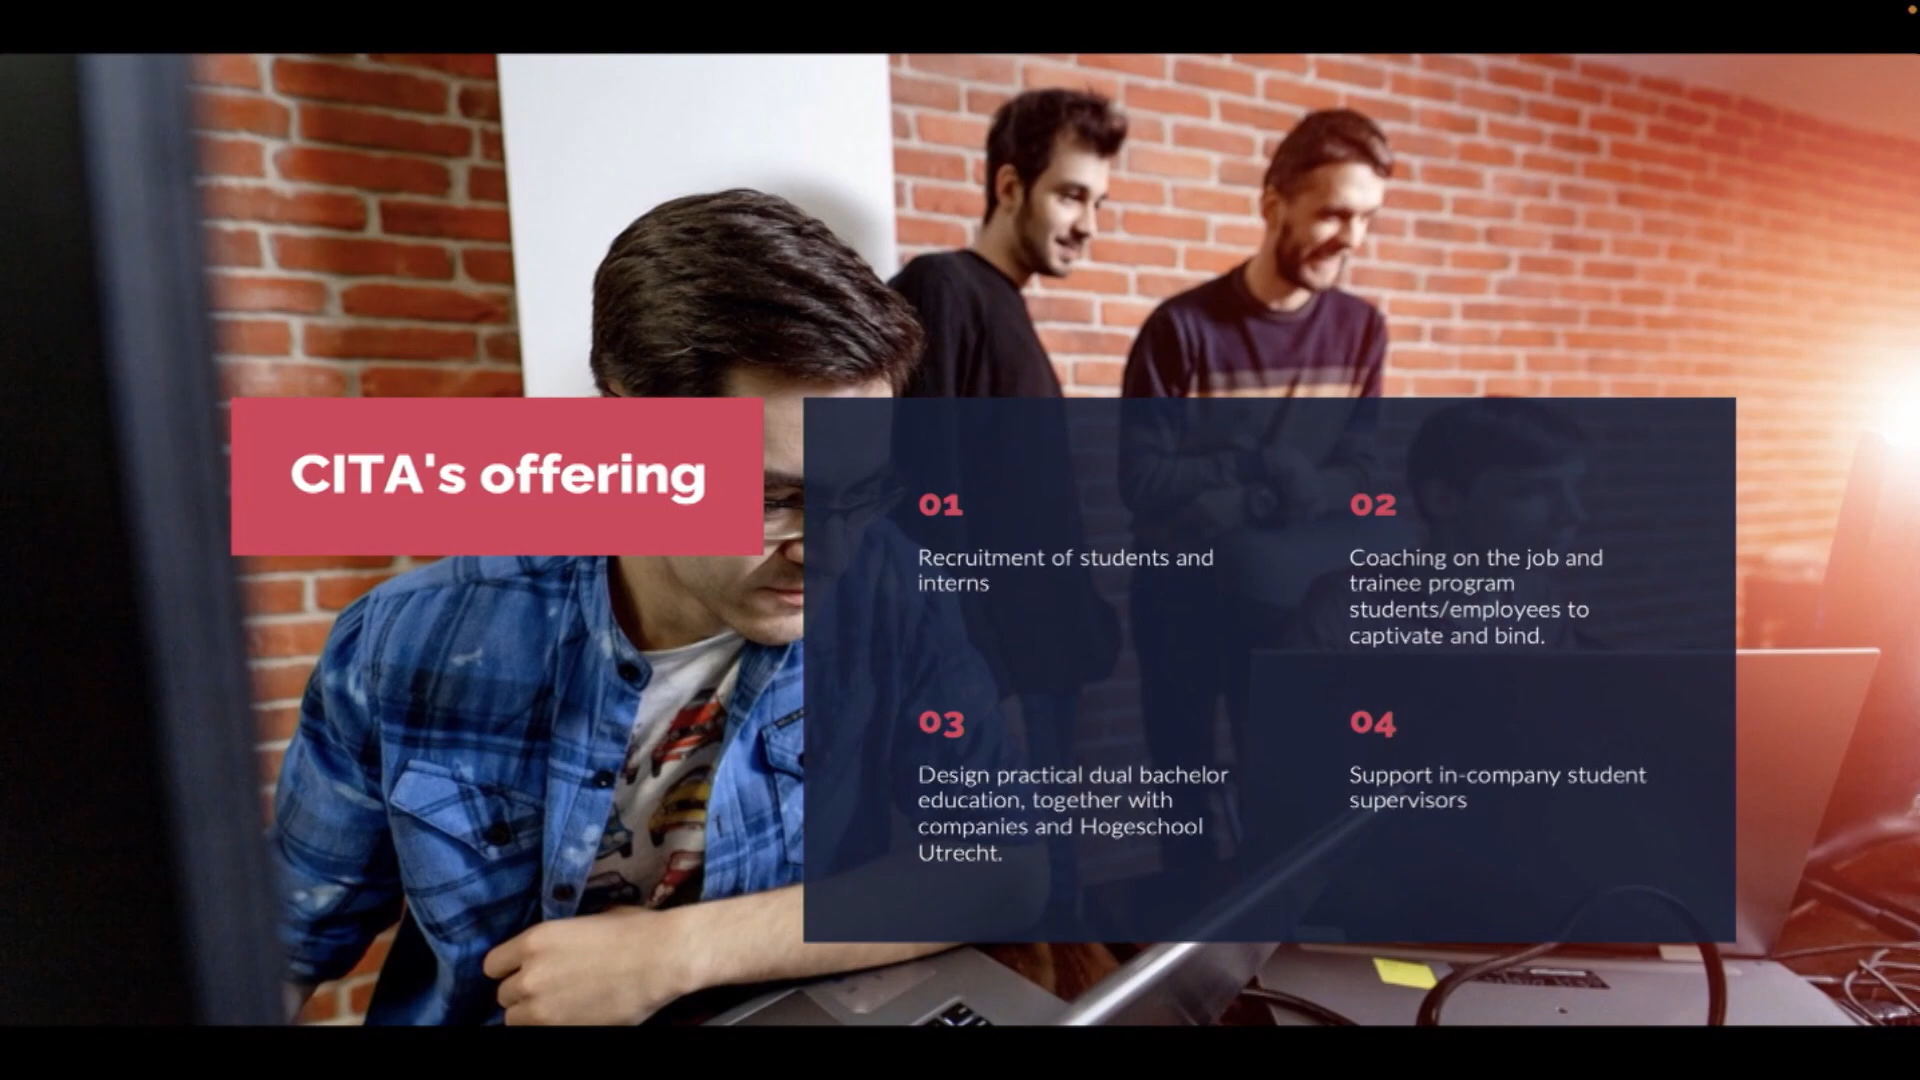 CITA's offering
01
Recruitment of students and
interns
02
Coaching on the job and
trainee program
students/employees to
captivate and bind.
03
Design practical dual bachelor
education, together with
companies and Hogeschool
Utrecht.
04
Support in-company student
supervisors